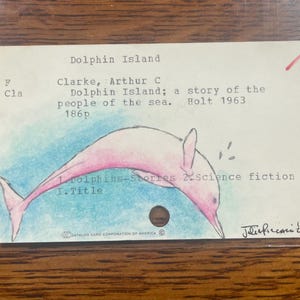 Dolphin Island
F Clarke, Arthur C
Cla Dolphin Island; a story of the
people of the sea. Holt 1963
186p
1.Dolphins-Stories 2.Science fiction
I.Title
CATALOG CARD CORPORATION OF AMERICA ©